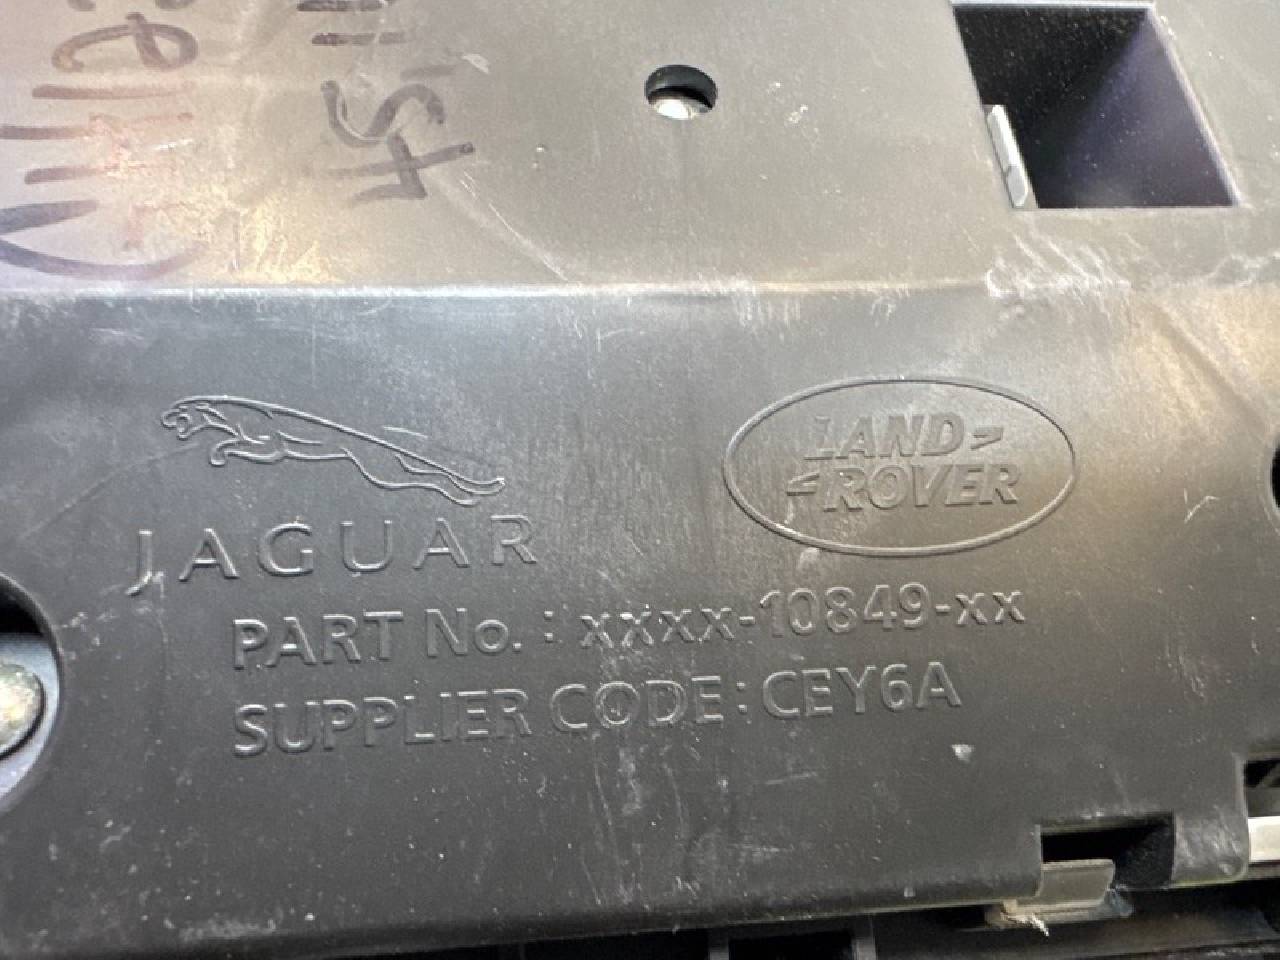 LAND
ROVER
JAGUAR
PART No. : xxxx-10849-xx
SUPPLIER CODE : CEY6A